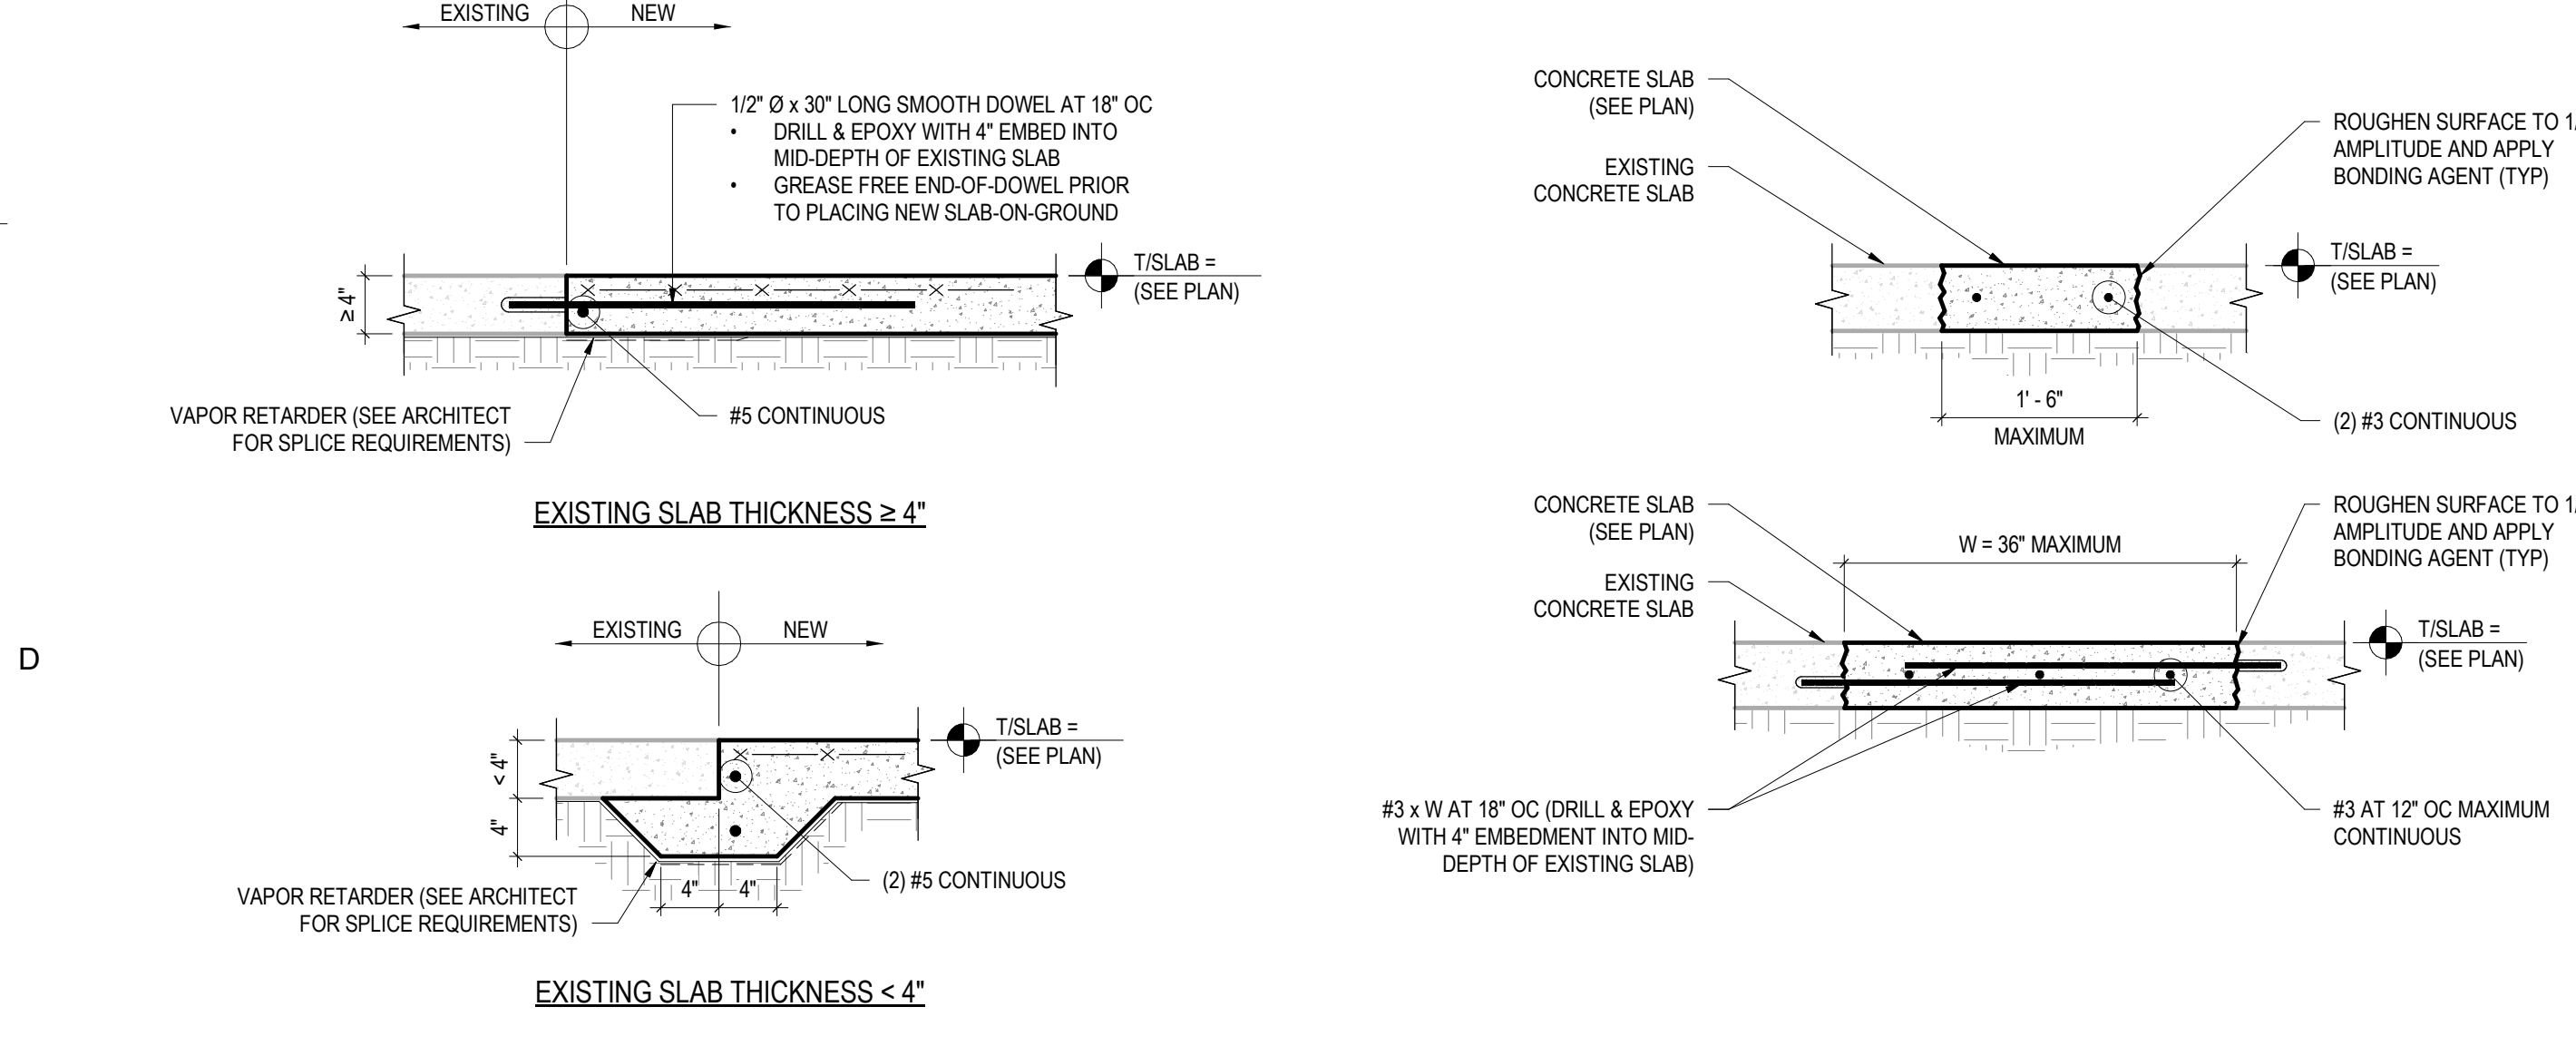 EXISTING NEW
1/2" Ø x 30" LONG SMOOTH DOWEL AT 18" OC
• DRILL & EPOXY WITH 4" EMBED INTO
MID-DEPTH OF EXISTING SLAB
• GREASE FREE END-OF-DOWEL PRIOR
TO PLACING NEW SLAB-ON-GROUND
T/SLAB =
(SEE PLAN)
≥ 4"
VAPOR RETARDER (SEE ARCHITECT
FOR SPLICE REQUIREMENTS)
#5 CONTINUOUS
EXISTING SLAB THICKNESS ≥ 4"
D
EXISTING NEW
T/SLAB =
(SEE PLAN)
< 4"
4"
4" 4"
(2) #5 CONTINUOUS
VAPOR RETARDER (SEE ARCHITECT
FOR SPLICE REQUIREMENTS)
EXISTING SLAB THICKNESS < 4"
CONCRETE SLAB
(SEE PLAN)
EXISTING
CONCRETE SLAB
ROUGHEN SURFACE TO
AMPLITUDE AND APPLY
BONDING AGENT (TYP)
T/SLAB =
(SEE PLAN)
1' - 6"
MAXIMUM
(2) #3 CONTINUOUS
CONCRETE SLAB
(SEE PLAN)
EXISTING
CONCRETE SLAB
W = 36" MAXIMUM
ROUGHEN SURFACE TO
AMPLITUDE AND APPLY
BONDING AGENT (TYP)
T/SLAB =
(SEE PLAN)
#3 x W AT 18" OC (DRILL & EPOXY
WITH 4" EMBEDMENT INTO MID-
DEPTH OF EXISTING SLAB)
#3 AT 12" OC MAXIMUM
CONTINUOUS